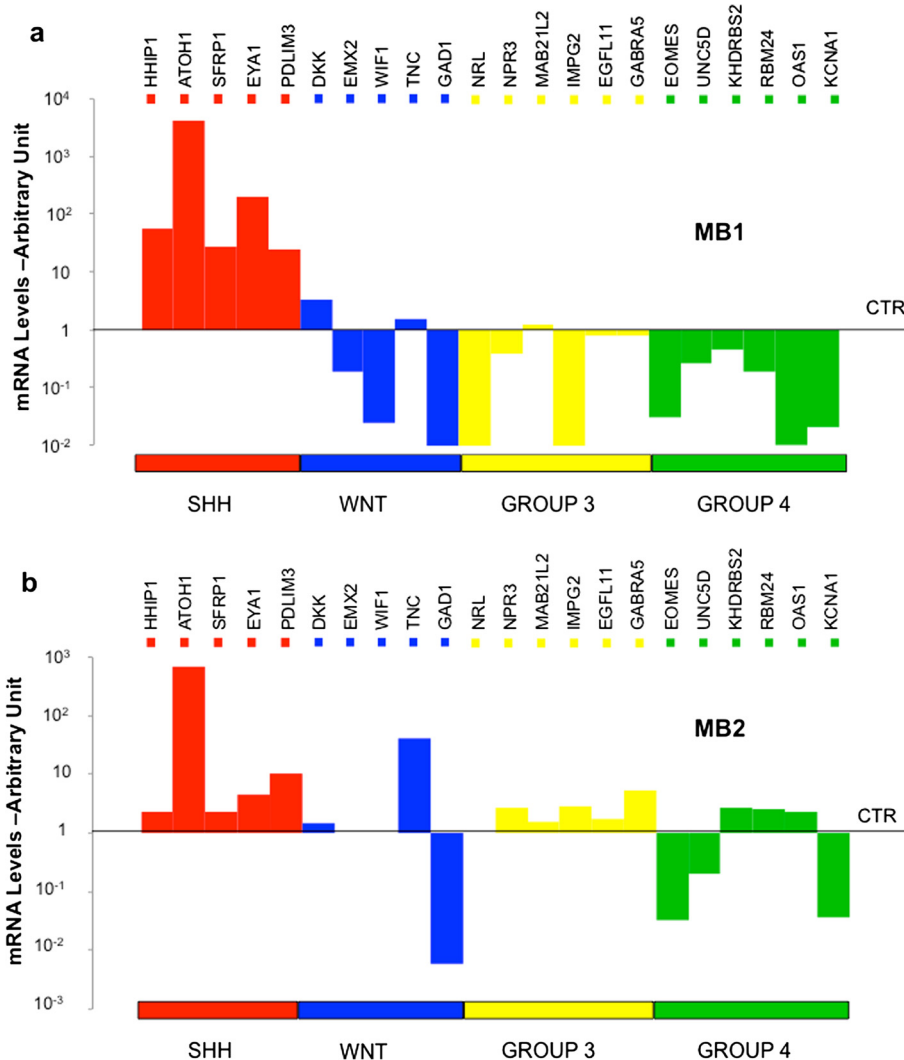 a
HHIP1
ATOH1
SFRP1
EYA1
PDLIM3
DKK
EMX2
WIF1
TNC
GAD1
NRL
NPR3
MAB21L2
IMPG2
EGFL11
GABRA5
EOMES
UNC5D
KHDRBS2
RBM24
OAS1
KCNA1
mRNA Levels –Arbitrary Unit
10⁴
10³
10²
10
1
10⁻¹
10⁻²
MB1
CTR
SHH
WNT
GROUP 3
GROUP 4
b
HHIP1
ATOH1
SFRP1
EYA1
PDLIM3
DKK
EMX2
WIF1
TNC
GAD1
NRL
NPR3
MAB21L2
IMPG2
EGFL11
GABRA5
EOMES
UNC5D
KHDRBS2
RBM24
OAS1
KCNA1
mRNA Levels –Arbitrary Unit
10³
10²
10
1
10⁻¹
10⁻²
10⁻³
MB2
CTR
SHH
WNT
GROUP 3
GROUP 4